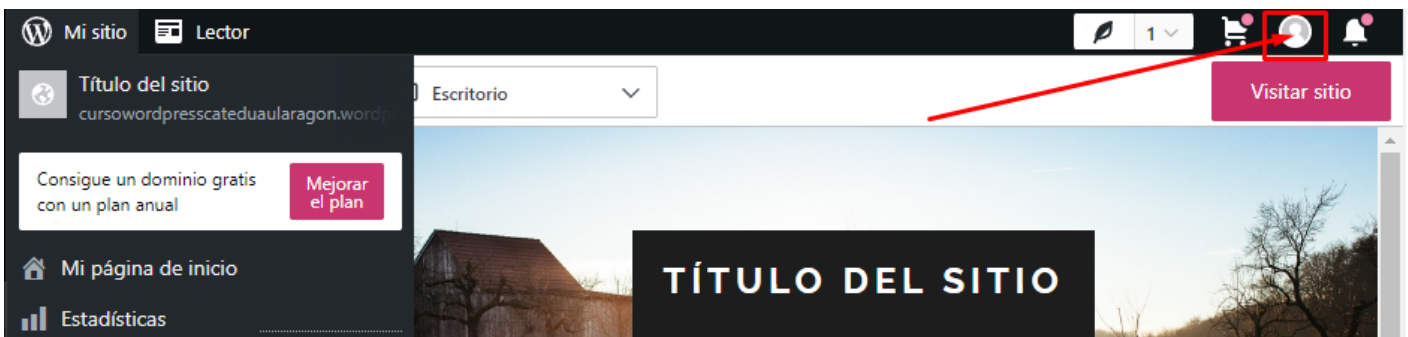 Mi sitio Lector 1
Título del sitio
cursowordpresscateduaularagon.wordp
Escritorio
Visitar sitio
Consigue un dominio gratis
con un plan anual
Mejorar
el plan
Mi página de inicio
Estadísticas
TÍTULO DEL SITIO